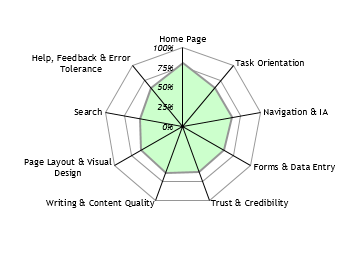 Home Page
100%
Help, Feedback & Error
Tolerance
Task Orientation
75%
50%
Search
25%
Navigation & IA
0%
Page Layout & Visual
Design
Forms & Data Entry
Writing & Content Quality
Trust & Credibility